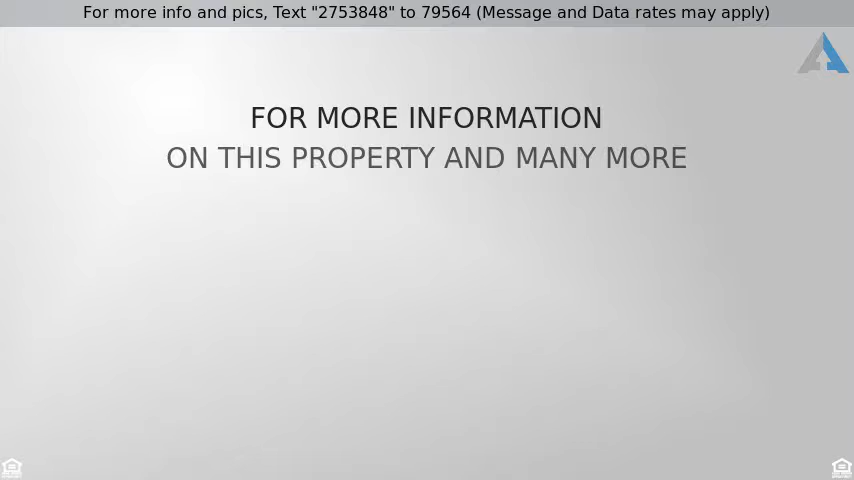 For more info and pics, Text "2753848" to 79564 (Message and Data rates may apply)
FOR MORE INFORMATION
ON THIS PROPERTY AND MANY MORE